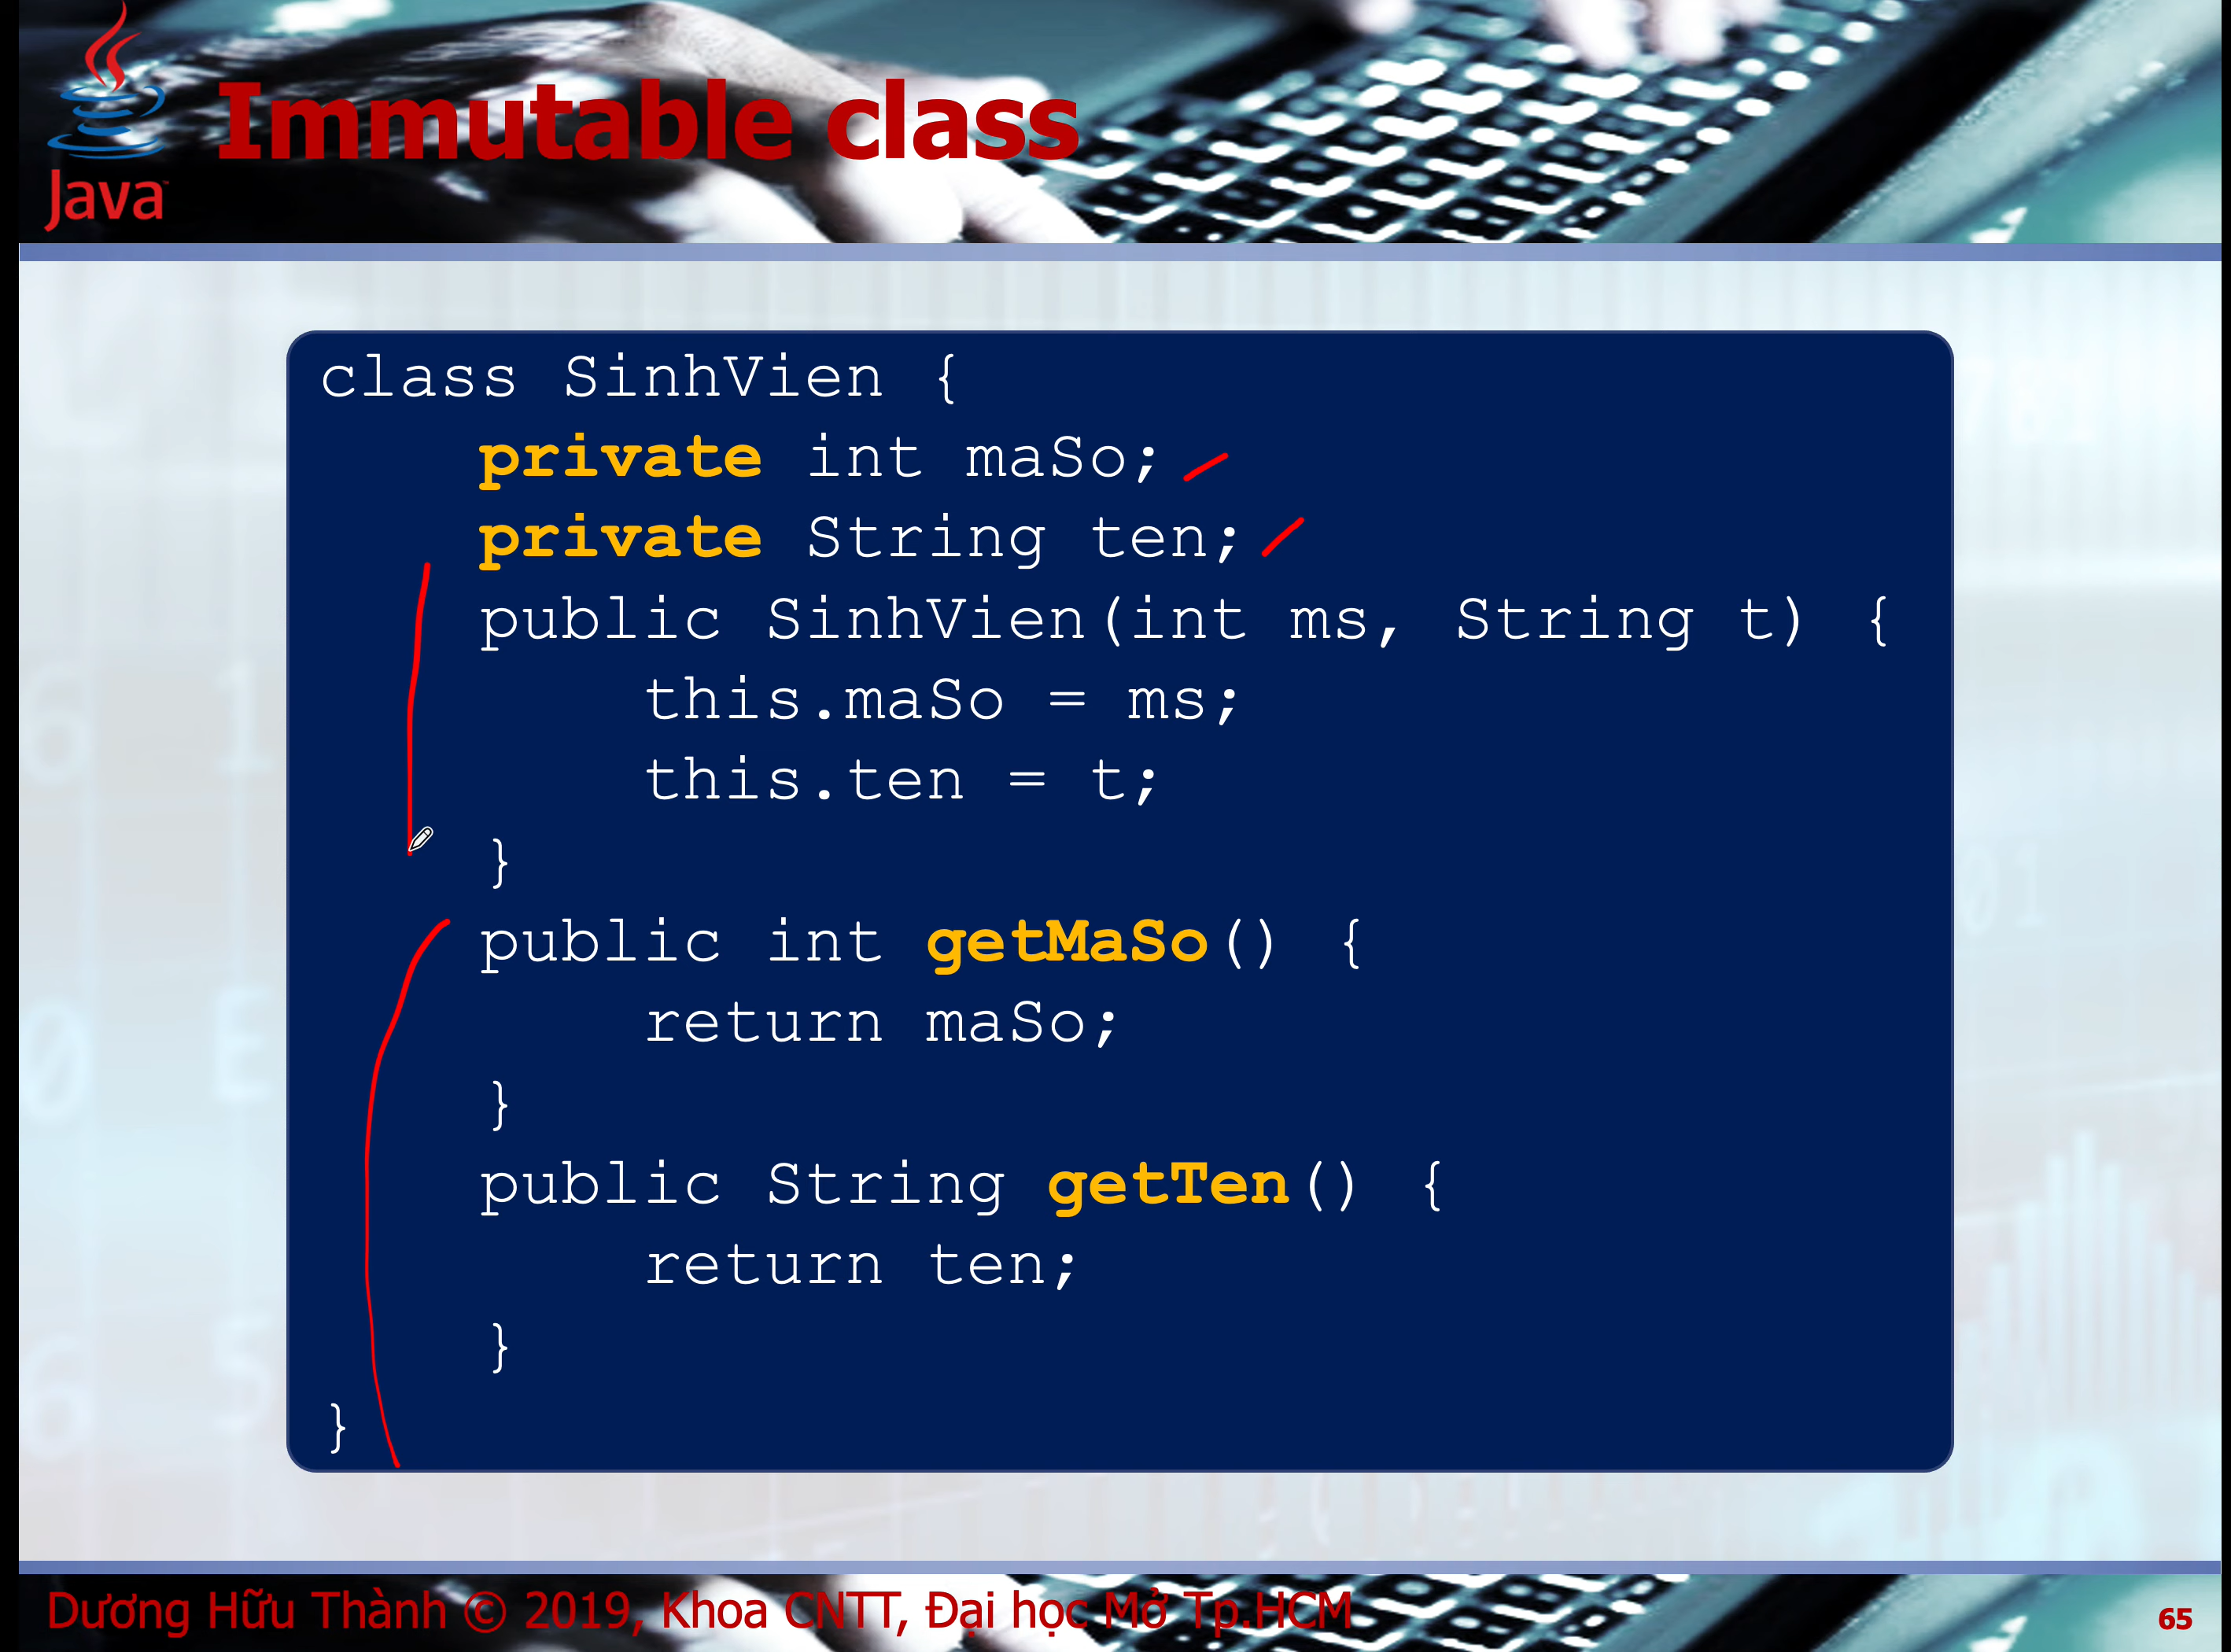 Java
Immutable class
class SinhVien {
private int maSo;
private String ten;
public SinhVien(int ms, String t) {
this.maSo = ms;
this.ten = t;
}
public int getMaSo() {
return maSo;
}
public String getTen() {
return ten;
}
}
Dương Hữu Thành © 2019, Khoa CNTT, Đại học Mở Tp.HCM
65